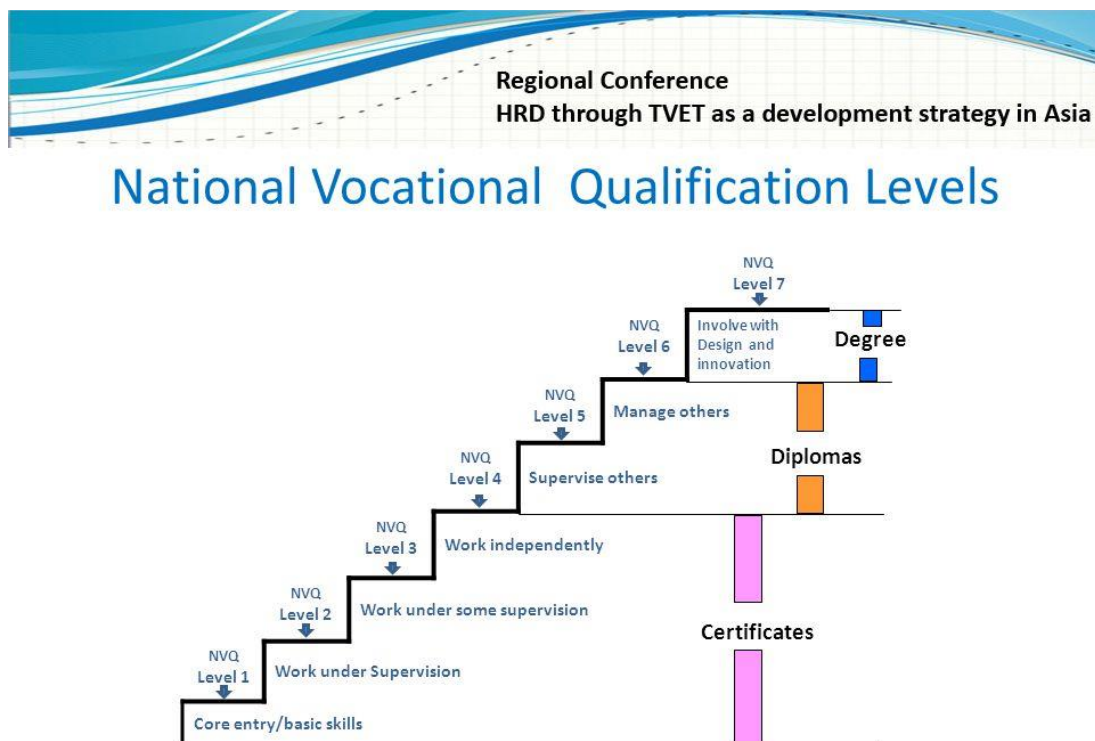 Regional Conference
HRD through TVET as a development strategy in Asia
National Vocational Qualification Levels
NVQ
Level 7
Involve with
Design and
innovation
Degree
NVQ
Level 6
Manage others
NVQ
Level 5
Supervise others
Diplomas
NVQ
Level 4
Work independently
NVQ
Level 3
Work under some supervision
NVQ
Level 2
Work under Supervision
Certificates
NVQ
Level 1
Core entry/basic skills